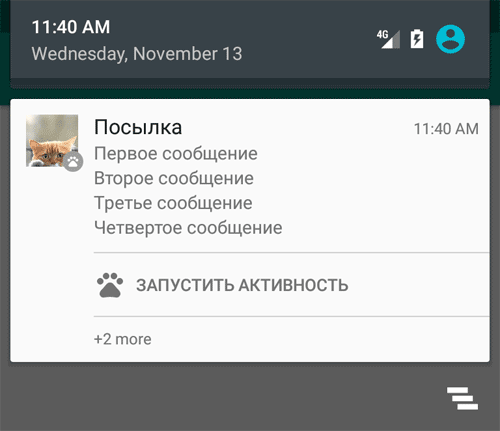 11:40 AM
Wednesday, November 13
4G
Посылка
11:40 AM
Первое сообщение
Второе сообщение
Третье сообщение
Четвертое сообщение
ЗАПУСТИТЬ АКТИВНОСТЬ
+2 more